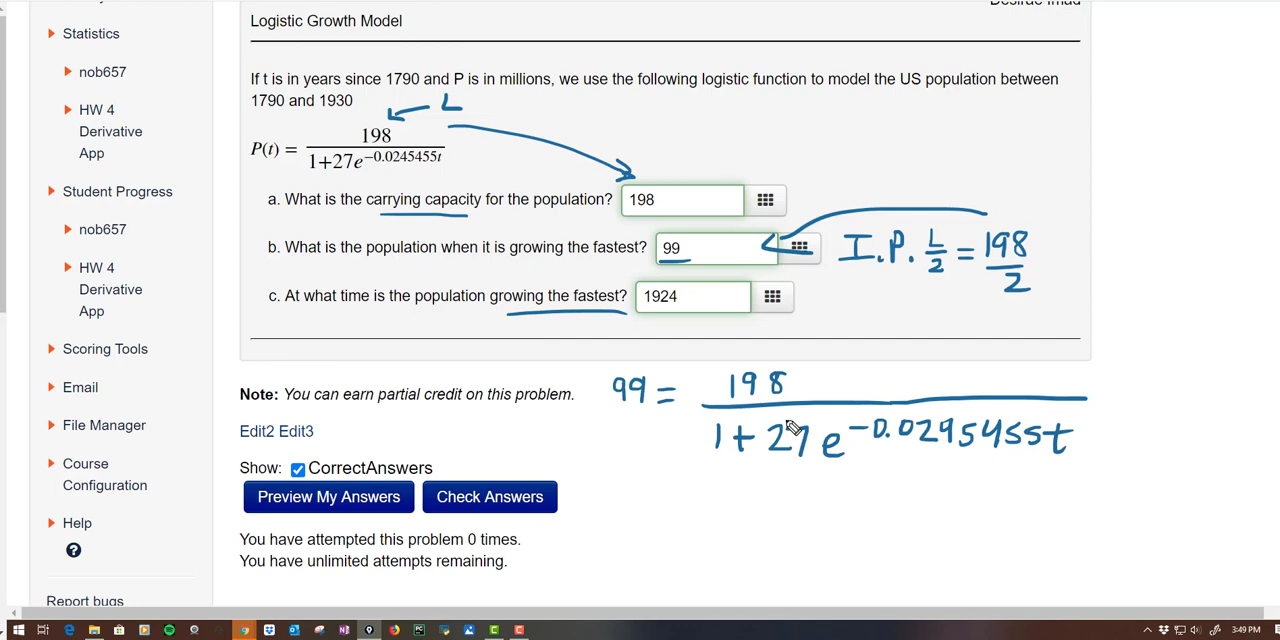 Logistic Growth Model
Statistics
nob657
HW 4
Derivative
App
Student Progress
nob657
HW 4
Derivative
App
Scoring Tools
Email
File Manager
Course
Configuration
Help
Report bugs
If t is in years since 1790 and P is in millions, we use the following logistic function to model the US population between
1790 and 1930
L
P(t) = 198 / 1+27e^−0.0245455t
a. What is the carrying capacity for the population? 198
b. What is the population when it is growing the fastest? 99
I.P. L/2 = 198/2
c. At what time is the population growing the fastest? 1924
99 = 198 / 1 + 27 e^-0.0295455t
Note: You can earn partial credit on this problem.
Edit2 Edit3
Show: CorrectAnswers
Preview My Answers Check Answers
You have attempted this problem 0 times.
You have unlimited attempts remaining.
3:49 PM